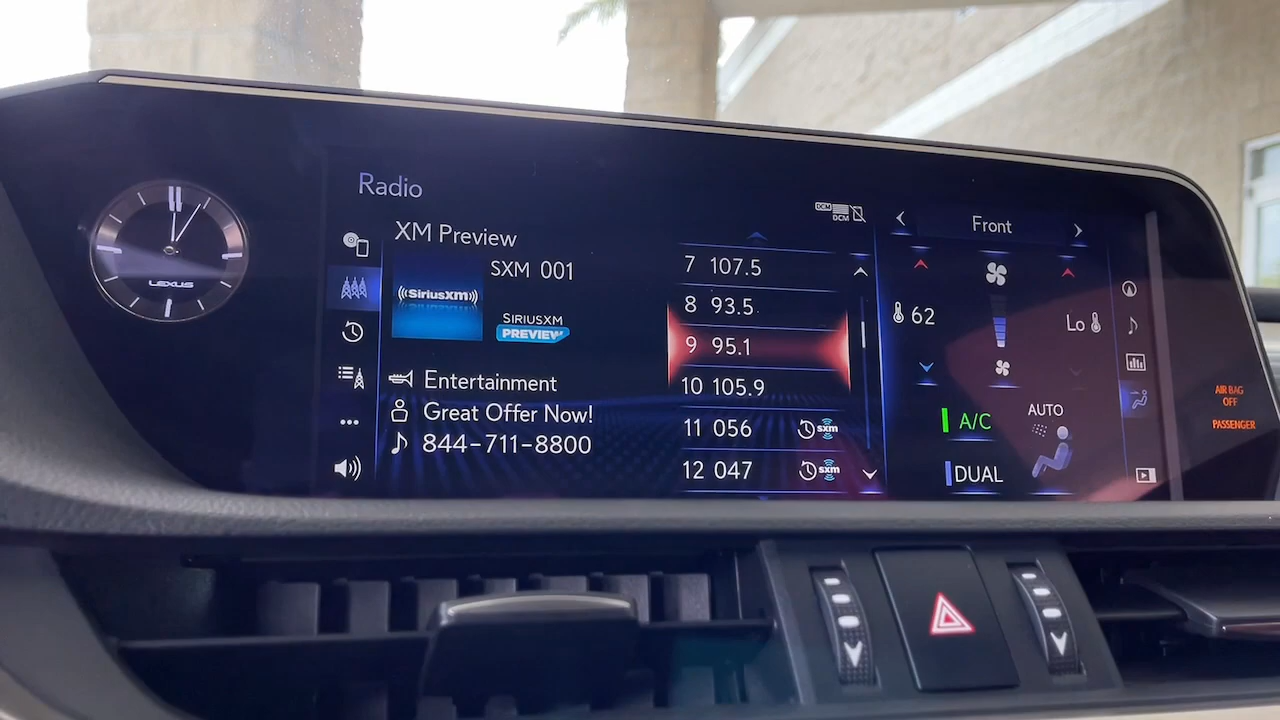 LEXUS
Radio
XM Preview
SXM 001
((SiriusXM))
SIRIUSXM
PREVIEW
Entertainment
Great Offer Now!
844-711-8800
DCM
DCM
7 107.5
8 93.5
9 95.1
10 105.9
11 056
sxm
12 047
sxm
Front
62
Lo
A/C
AUTO
DUAL
AIR BAG
OFF
PASSENGER